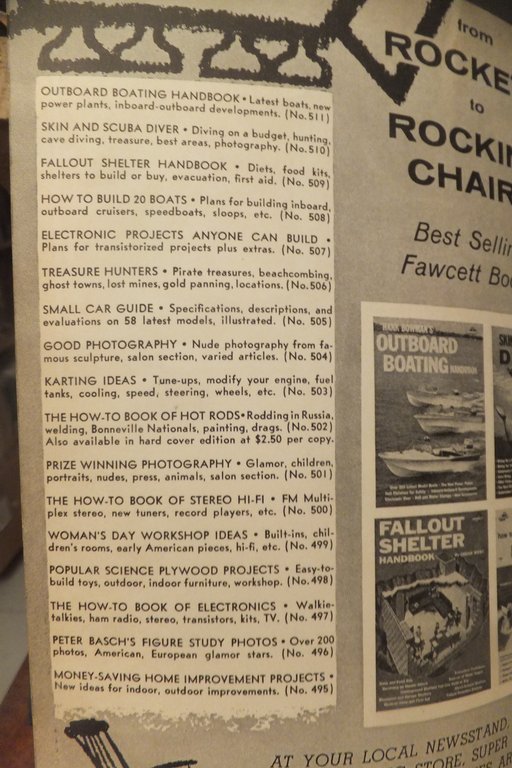 OUTBOARD BOATING HANDBOOK • Latest boats, new
power plants, inboard-outboard developments. (No. 511)
SKIN AND SCUBA DIVER • Diving on a budget, hunting,
cave diving, treasure, best areas, photography. (No. 510)
FALLOUT SHELTER HANDBOOK • Diets, food kits,
shelters to build or buy, evacuation, first aid. (No. 509)
HOW TO BUILD 20 BOATS • Plans for building inboard,
outboard cruisers, speedboats, sloops, etc. (No. 508)
ELECTRONIC PROJECTS ANYONE CAN BUILD •
Plans for transistorized projects plus extras. (No. 507)
TREASURE HUNTERS • Pirate treasures, beachcombing,
ghost towns, lost mines, gold panning, locations. (No. 506)
SMALL CAR GUIDE • Specifications, descriptions, and
evaluations on 58 latest models, illustrated. (No. 505)
GOOD PHOTOGRAPHY • Nude photography from fa-
mous sculpture, salon section, varied articles. (No. 504)
KARTING IDEAS • Tune-ups, modify your engine, fuel
tanks, cooling, speed, steering, wheels, etc. (No. 503)
THE HOW-TO BOOK OF HOT RODS • Rodding in Russia,
welding, Bonneville Nationals, painting, drags. (No. 502)
Also available in hard cover edition at $2.50 per copy.
PRIZE WINNING PHOTOGRAPHY • Glamor, children,
portraits, nudes, press, animals, salon section. (No. 501)
THE HOW-TO BOOK OF STEREO HI-FI • FM Multi-
plex stereo, new tuners, record players, etc. (No. 500)
WOMAN'S DAY WORKSHOP IDEAS • Built-ins, chil-
dren's rooms, early American pieces, hi-fi, etc. (No. 499)
POPULAR SCIENCE PLYWOOD PROJECTS • Easy-to-
build toys, outdoor, indoor furniture, workshop. (No. 498)
THE HOW-TO BOOK OF ELECTRONICS • Walkie-
talkies, ham radio, stereo, transistors, kits, TV. (No. 497)
PETER BASCH'S FIGURE STUDY PHOTOS • Over 200
photos, American, European glamor stars. (No. 496)
MONEY-SAVING HOME IMPROVEMENT PROJECTS •
New ideas for indoor, outdoor improvements. (No. 495)
from
ROCKE
to
ROCKI
CHAIR
Best Sellin
Fawcett Bo
HANK BOWMAN'S
OUTBOARD
BOATING HANDBOOK
FALLOUT
SHELTER
HANDBOOK
AT YOUR LOCAL NEWSSTAND,
STORE, SUPER